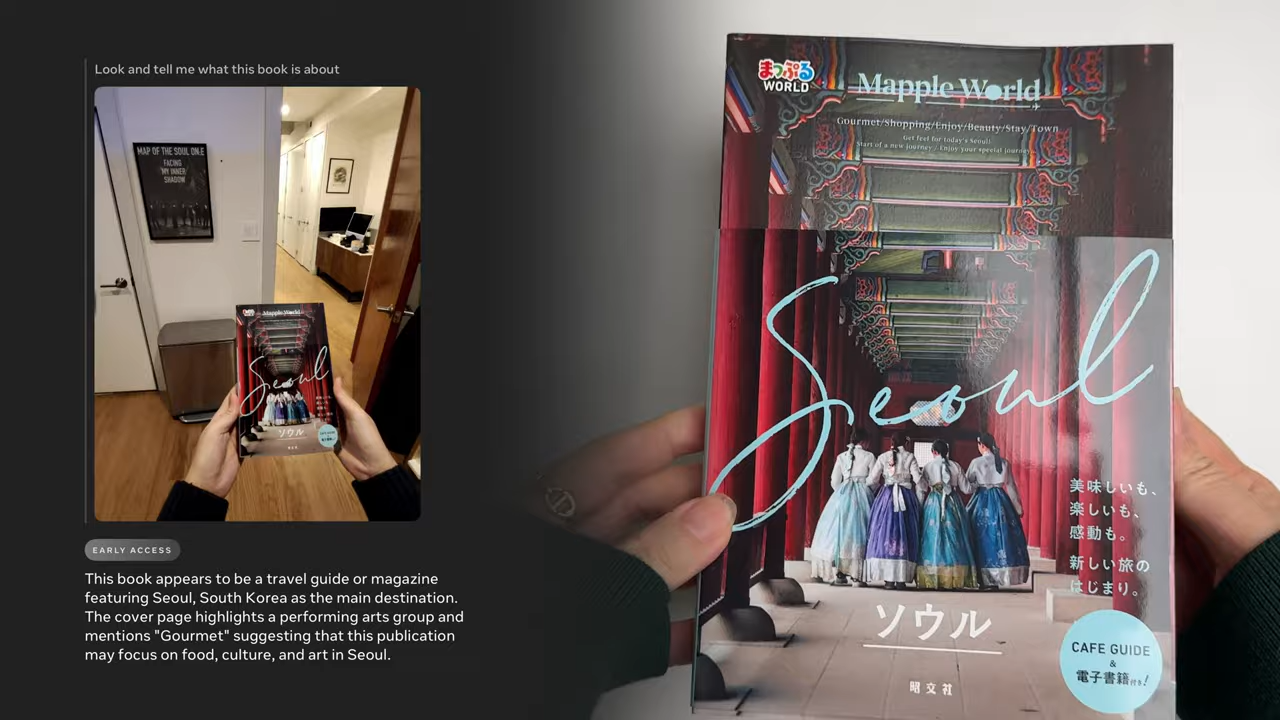 Look and tell me what this book is about
MAP OF THE SOUL ON:E
FACING
MY INNER
SHADOW
Mapple World
Seoul
ソウル
EARLY ACCESS
This book appears to be a travel guide or magazine
featuring Seoul, South Korea as the main destination.
The cover page highlights a performing arts group and
mentions "Gourmet" suggesting that this publication
may focus on food, culture, and art in Seoul.
まっぷる
WORLD
Mapple World
Gourmet/Shopping/Enjoy/Beauty/Stay/Town
Get feel for today's Seoul!
Start of a new journey / Enjoy your special journey
Seoul
美味しいも、
楽しいも、
感動も。
新しい旅の
はじまり。
ソウル
CAFE GUIDE
&
電子書籍付き!
昭文社